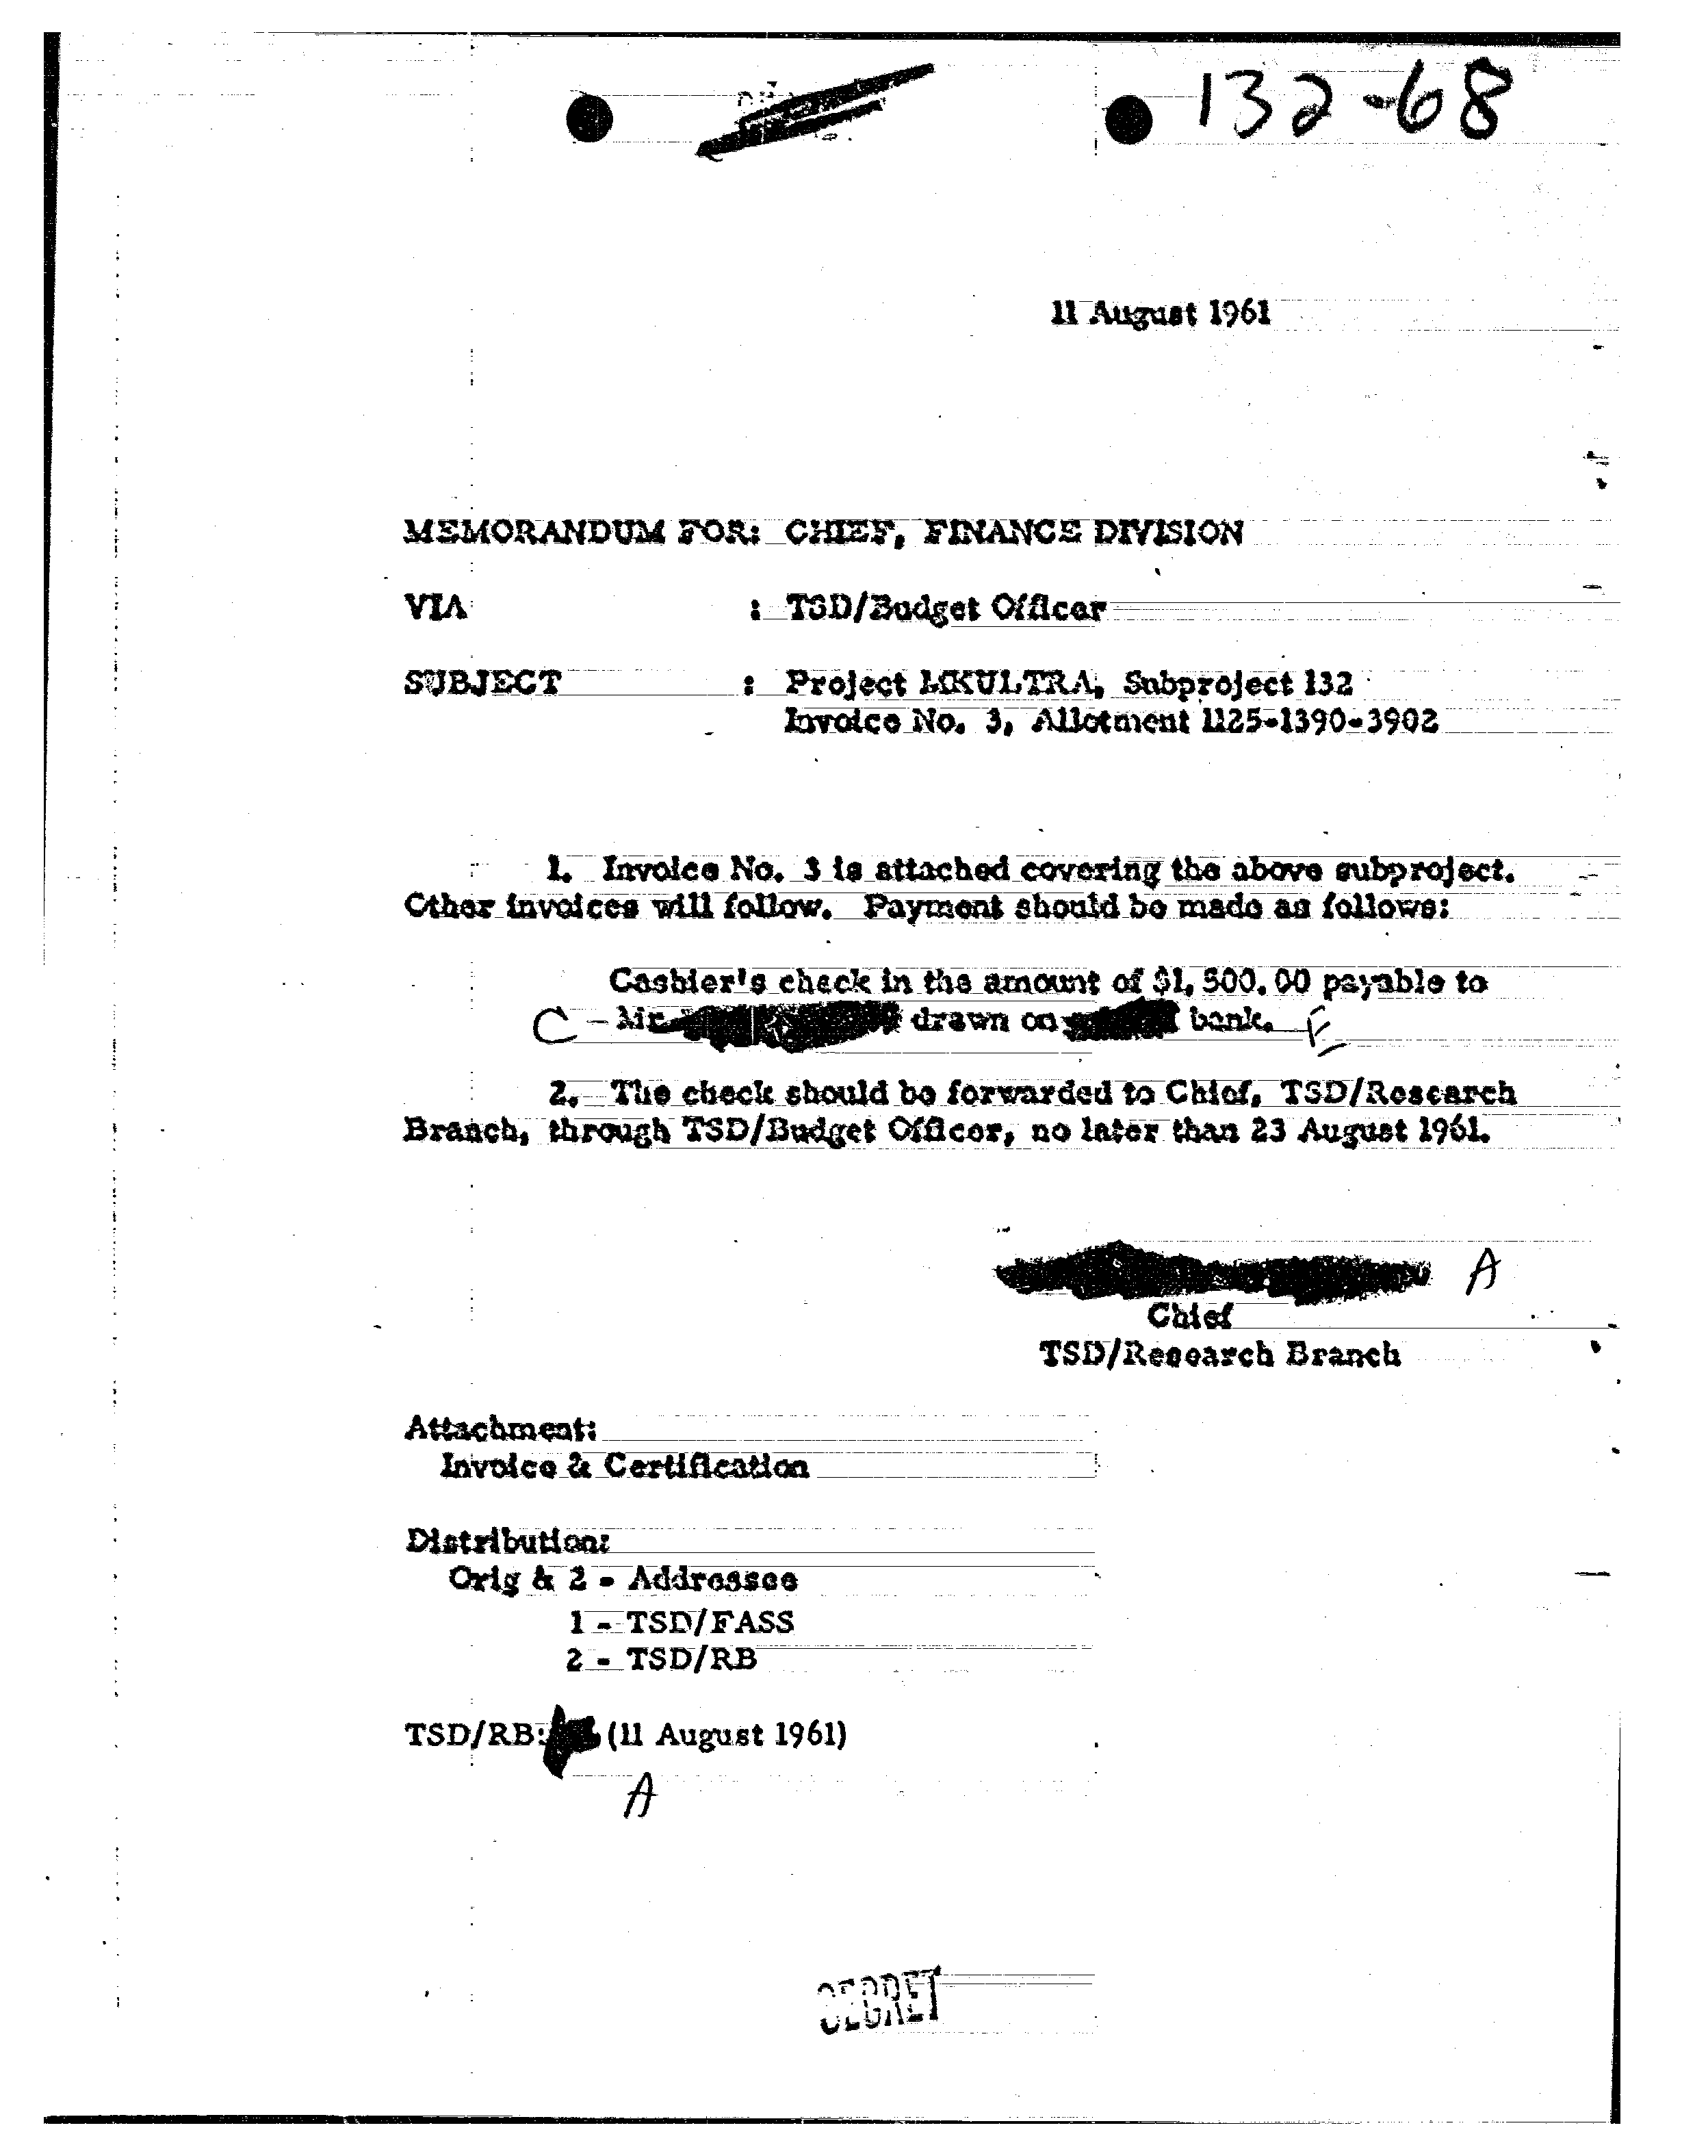 132-68
11 August 1961
MEMORANDUM FOR: CHIEF, FINANCE DIVISION
VIA : TSD/Budget Officer
SUBJECT : Project MKULTRA, Subproject 132
Invoice No. 3, Allotment 1125-1390-3902
1. Invoice No. 3 is attached covering the above subproject.
Other invoices will follow. Payment should be made as follows:
Cashier's check in the amount of $1,500.00 payable to
C - Mr. drawn on bank. E
2. The check should be forwarded to Chief, TSD/Research
Branch, through TSD/Budget Officer, no later than 23 August 1961.
A
Chief
TSD/Research Branch
Attachment:
Invoice & Certification
Distribution:
Orig & 2 - Addressee
1 - TSD/FASS
2 - TSD/RB
TSD/RB: (11 August 1961)
A
SECRET